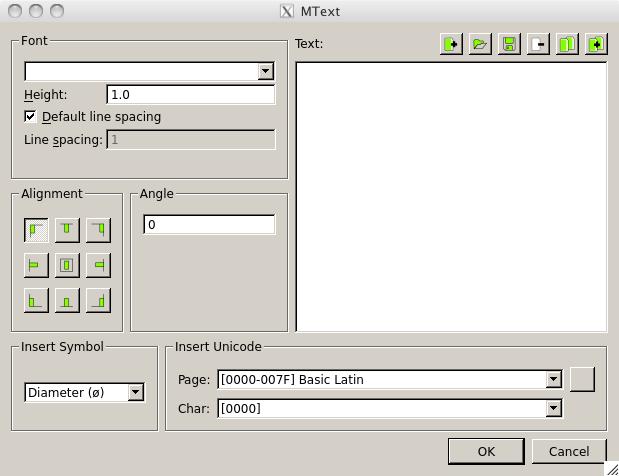 MText
Font
Text:
Height:
1.0
Default line spacing
Line spacing:
1
Alignment
Angle
0
Insert Symbol
Diameter (ø)
Insert Unicode
Page:
[0000-007F] Basic Latin
Char:
[0000]
OK
Cancel